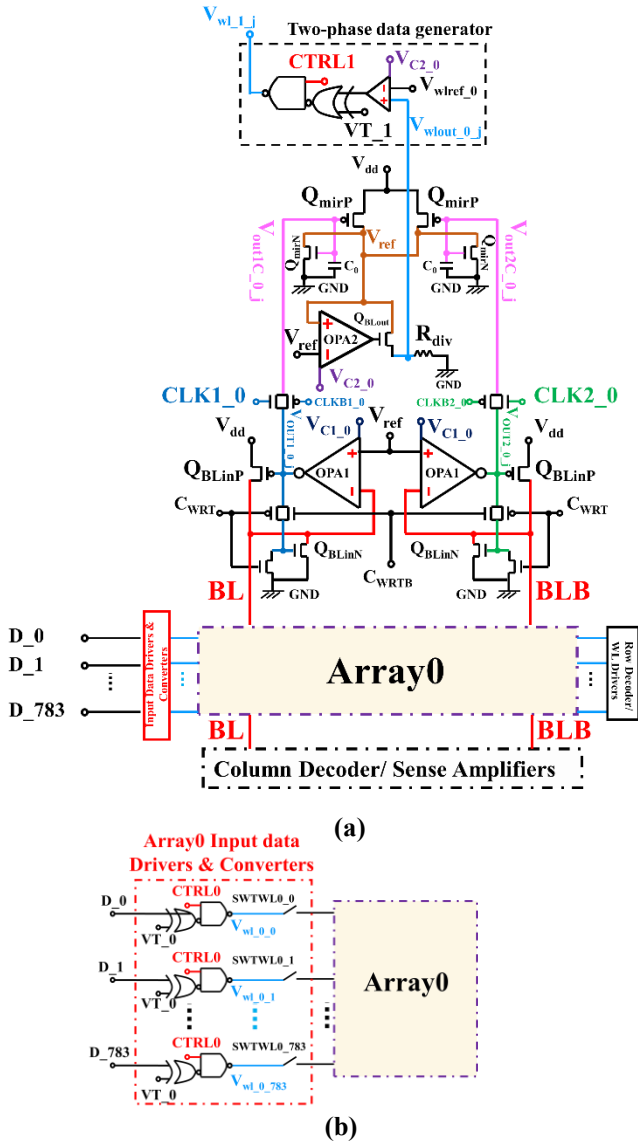 V_wl_1_j
Two-phase data generator
CTRL1
V_C2_0
V_wlref_0
VT_1
V_wlout_0_j
V_dd
Q_mirP
Q_mirP
V_out1C_0_j
Q_mirN
C_0
GND
V_ref
V_out2C_0_j
Q_mirN
C_0
GND
Q_BLout
V_ref
OPA2
R_div
GND
V_C2_0
CLK1_0
CLKB1_0
CLKB2_0
CLK2_0
V_OUT1_0_j
V_C1_0
V_ref
V_C1_0
V_OUT2_0_j
V_dd
V_dd
Q_BLinP
OPA1
OPA1
Q_BLinP
C_WRT
C_WRT
Q_BLinN
Q_BLinN
GND
C_WRTB
GND
BL
BLB
D_0
D_1
D_783
Input Data Drivers &
Converters
Array0
Row Decoder/
WL Drivers
BL
BLB
Column Decoder/ Sense Amplifiers
(a)
Array0 Input data
Drivers & Converters
D_0
CTRL0
SWTWL0_0
VT_0
V_wl_0_0
D_1
CTRL0
SWTWL0_1
VT_0
V_wl_0_1
Array0
D_783
CTRL0
SWTWL0_783
VT_0
V_wl_0_783
(b)